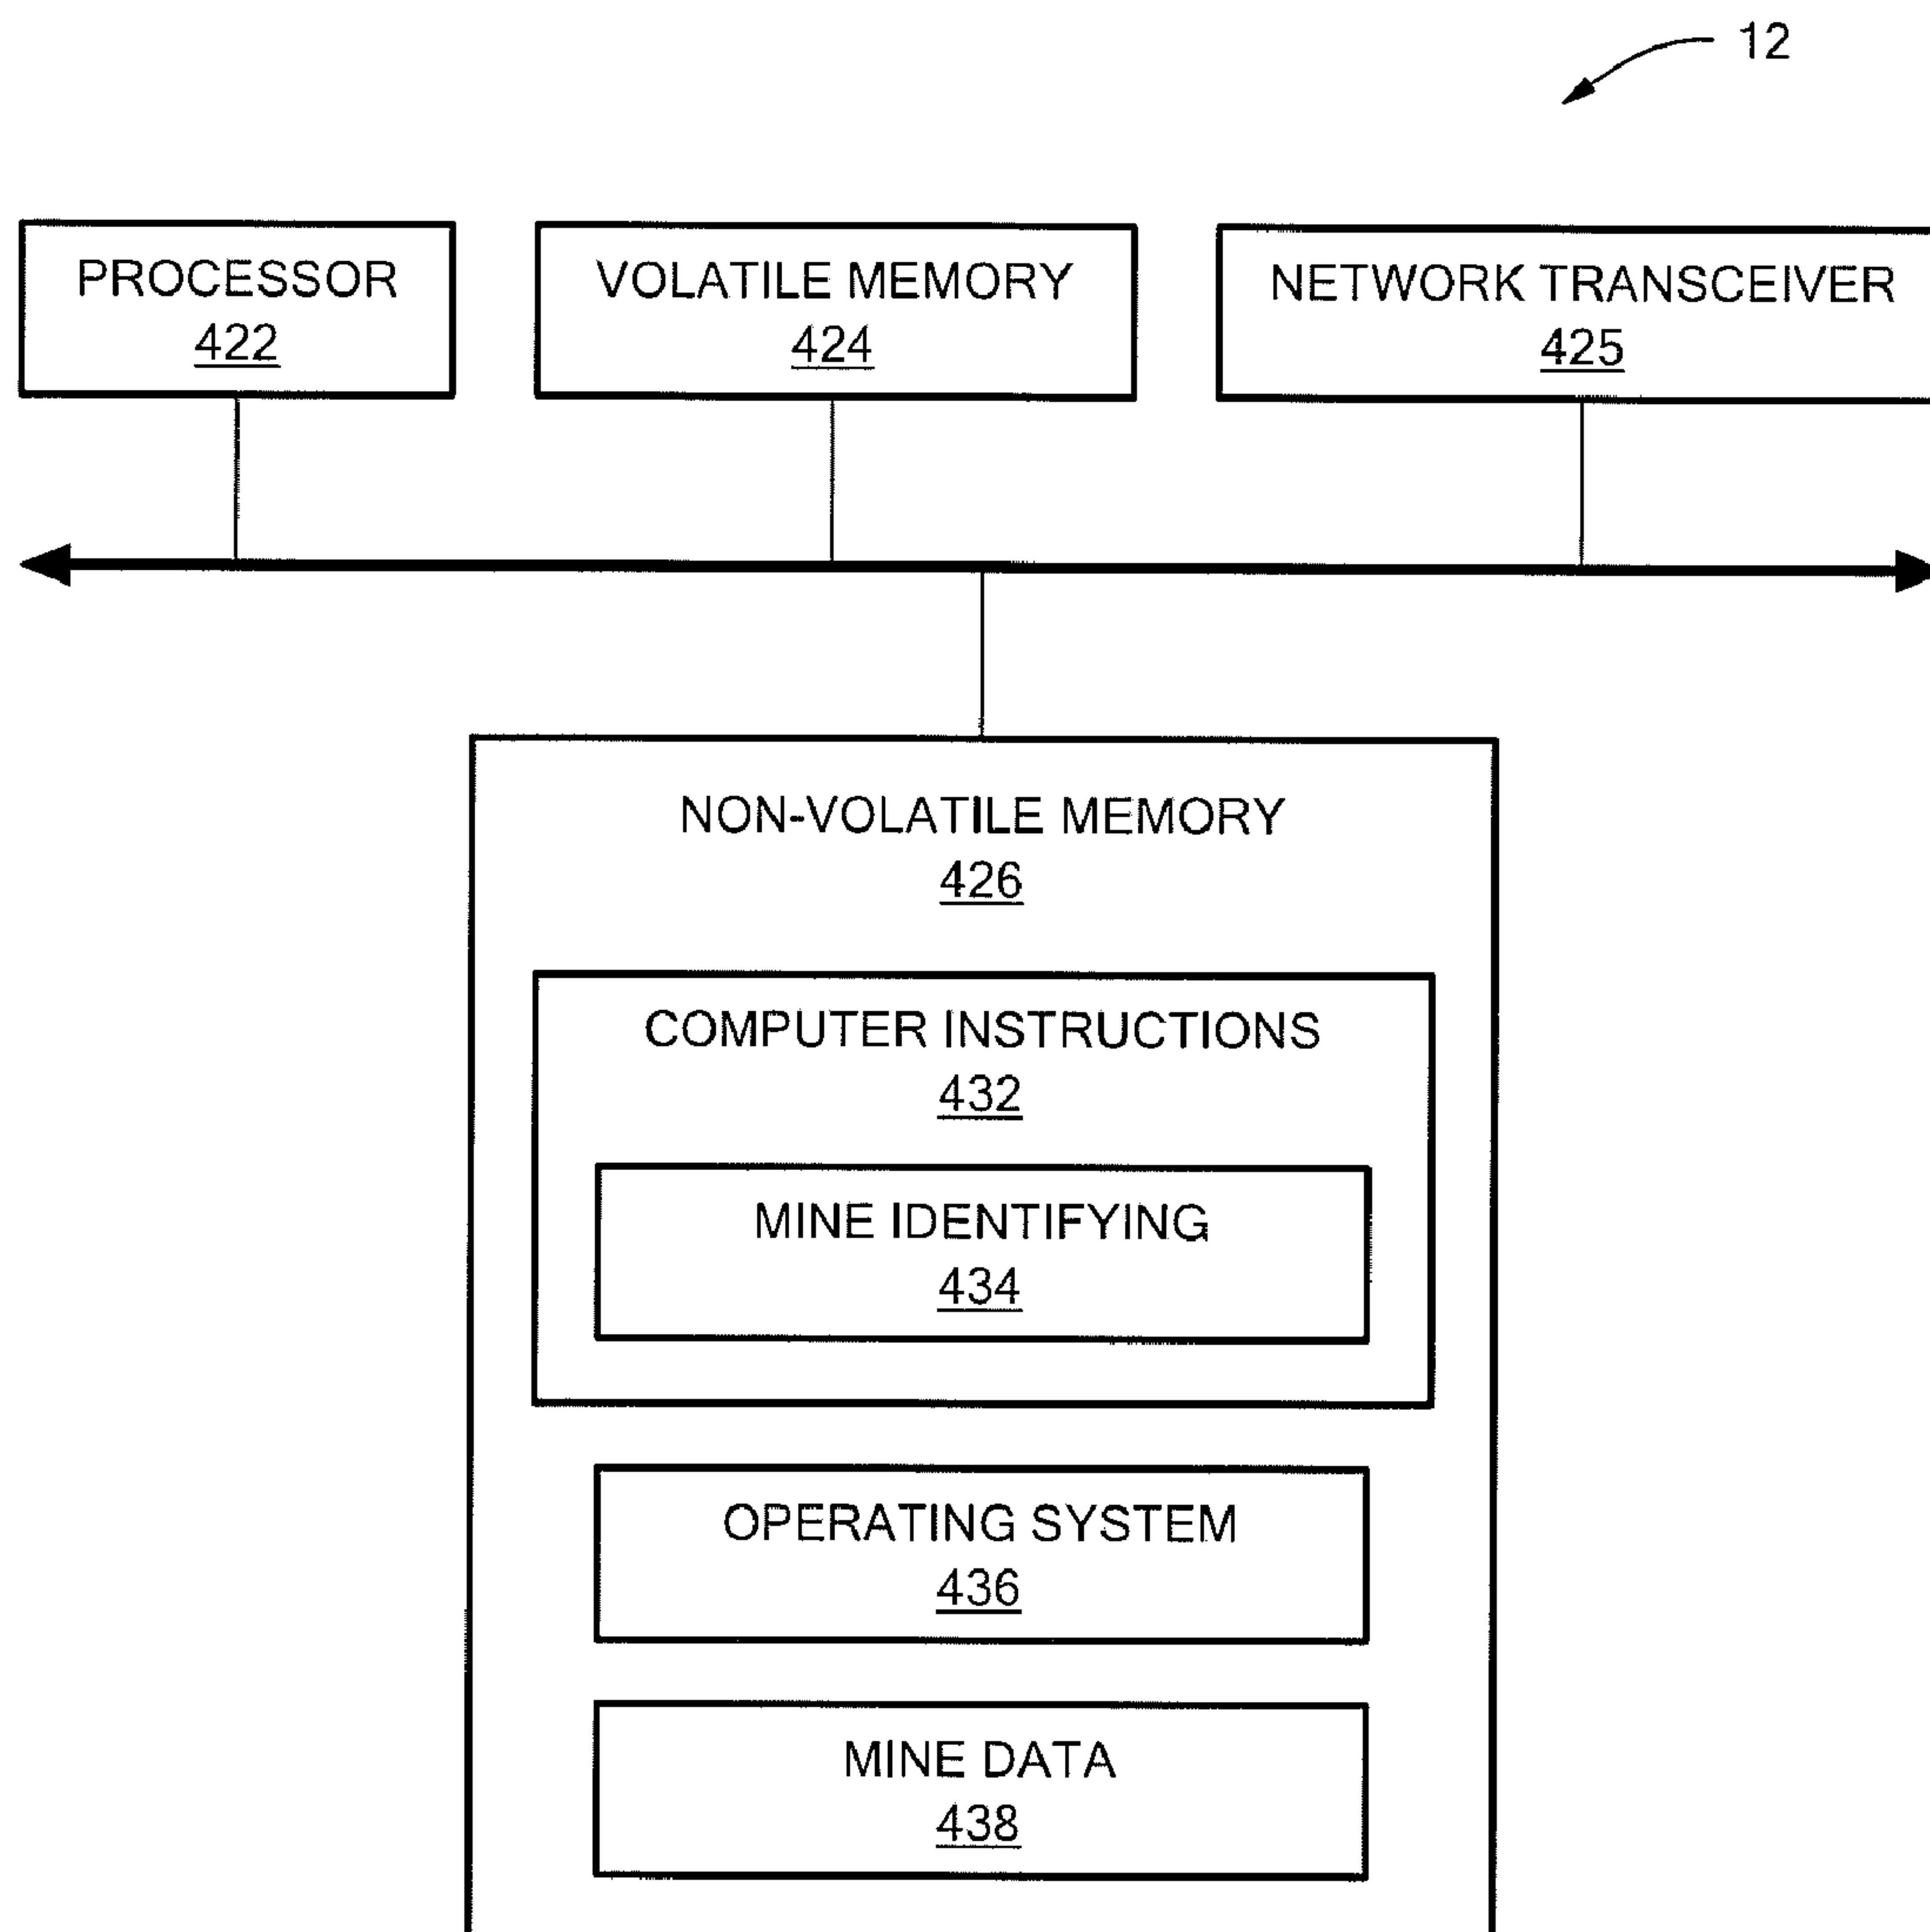 12
PROCESSOR
422
VOLATILE MEMORY
424
NETWORK TRANSCEIVER
425
NON-VOLATILE MEMORY
426
COMPUTER INSTRUCTIONS
432
MINE IDENTIFYING
434
OPERATING SYSTEM
436
MINE DATA
438